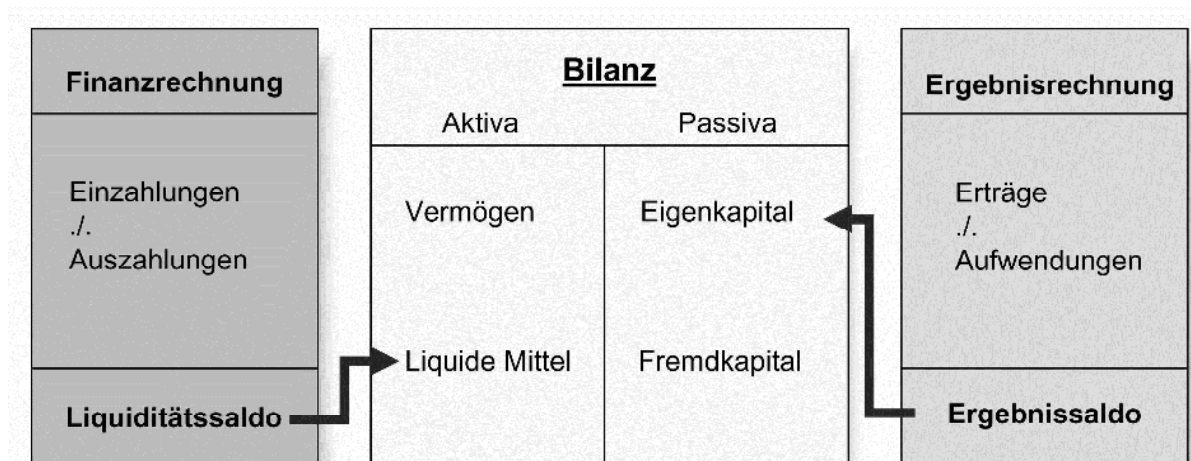 Finanzrechnung
Einzahlungen
./.
Auszahlungen
Liquiditätssaldo
Bilanz
Aktiva Passiva
Vermögen Eigenkapital
Liquide Mittel Fremdkapital
Ergebnisrechnung
Erträge
./.
Aufwendungen
Ergebnissaldo